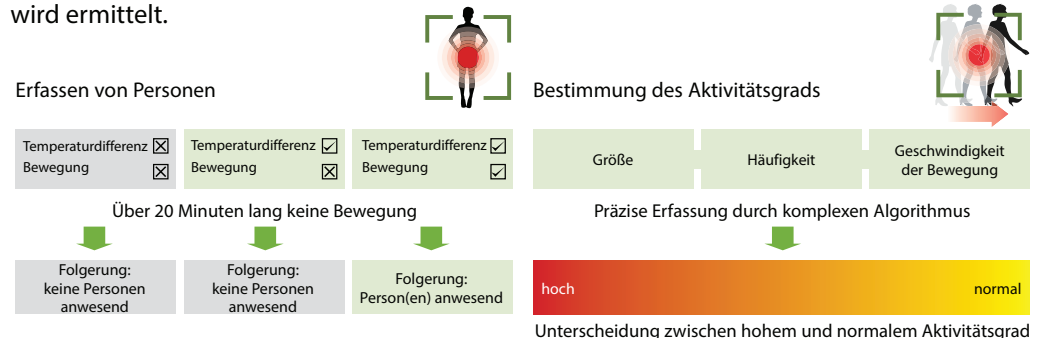 wird ermittelt.
Erfassen von Personen
Temperaturdifferenz
Bewegung
Temperaturdifferenz
Bewegung
Temperaturdifferenz
Bewegung
Über 20 Minuten lang keine Bewegung
Folgerung:
keine Personen
anwesend
Folgerung:
keine Personen
anwesend
Folgerung:
Person(en) anwesend
Bestimmung des Aktivitätsgrads
Größe
Häufigkeit
Geschwindigkeit
der Bewegung
Präzise Erfassung durch komplexen Algorithmus
hoch
normal
Unterscheidung zwischen hohem und normalem Aktivitätsgrad